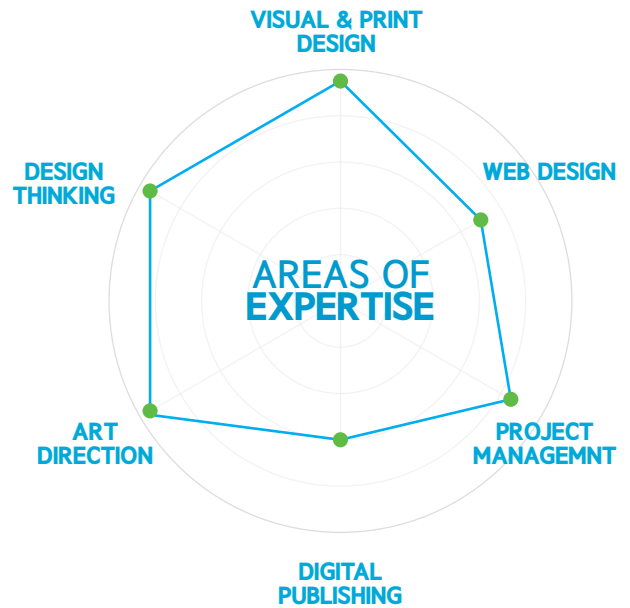 VISUAL & PRINT
DESIGN
DESIGN
THINKING
WEB DESIGN
AREAS OF
EXPERTISE
ART
DIRECTION
PROJECT
MANAGEMNT
DIGITAL
PUBLISHING